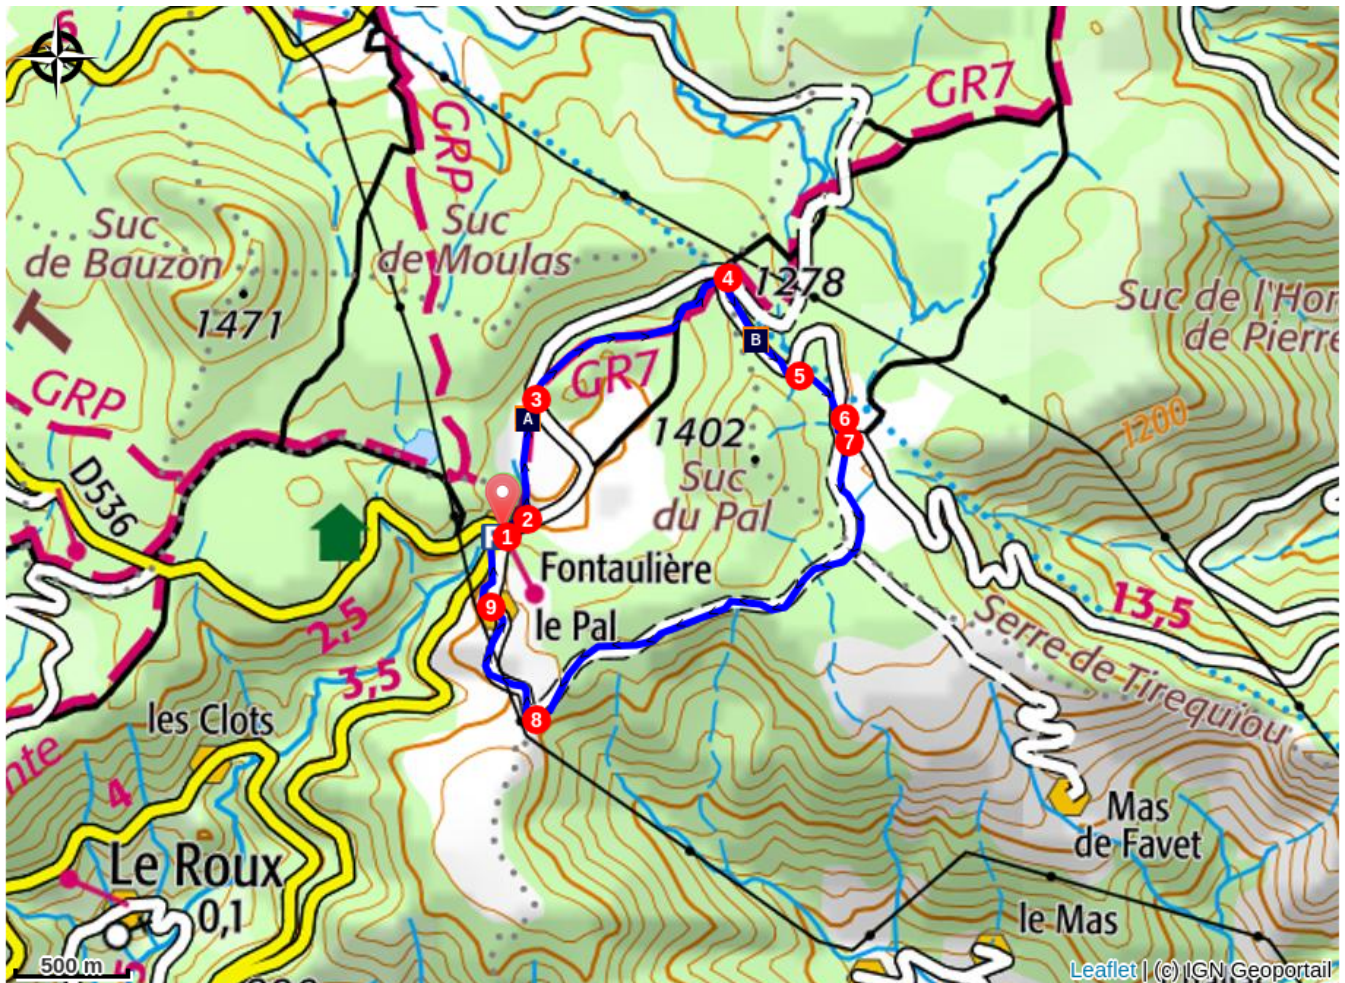 6
GRP
GR7
Suc
de Bauzon
1471
Suc
de Moulas
4
1278
Suc de l'Hor
de Pierre
B
GRP
GR7
5
3
A
1402
6
7
1200
Suc
du Pal
D536
2
1
Fontaulière
le Pal
9
2,5
3,5
13,5
Serre de Tirequiou
8
les Clots
nte
4
Mas
de Favet
Le Roux
0,1
le Mas
500 m
Leaflet | (c) IGN Geoportail